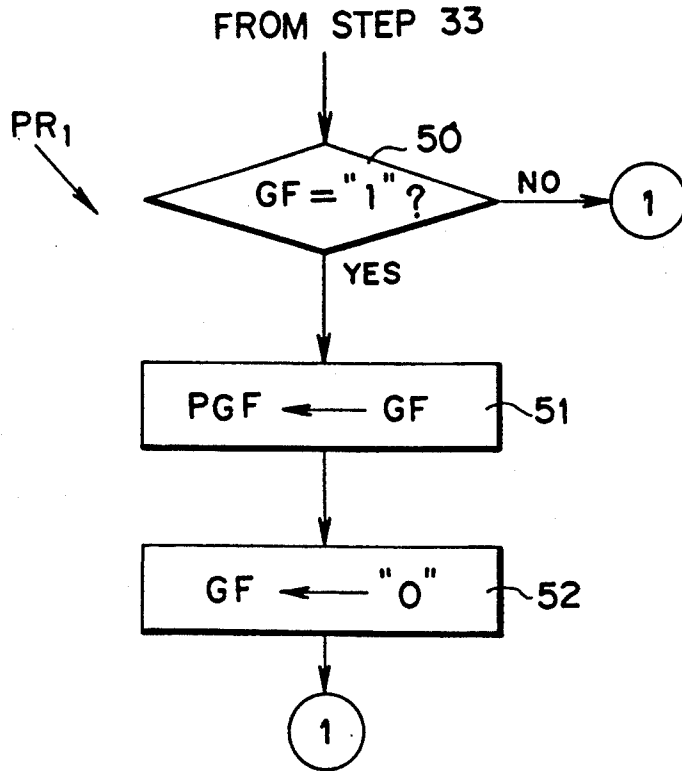 FROM STEP 33
PR1
50
GF = "1" ?
NO
1
YES
PGF ← GF
51
GF ← "0"
52
1